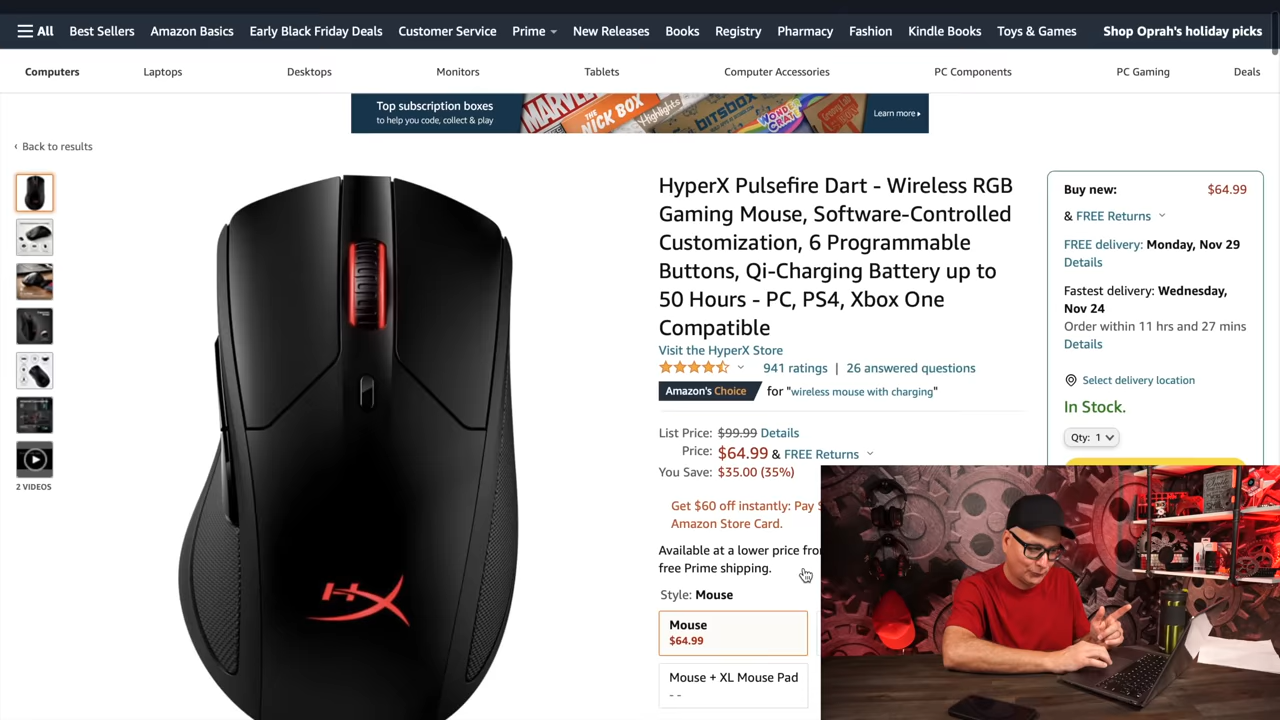 All Best Sellers Amazon Basics Early Black Friday Deals Customer Service Prime New Releases Books Registry Pharmacy Fashion Kindle Books Toys & Games Shop Oprah's holiday picks
Computers Laptops Desktops Monitors Tablets Computer Accessories PC Components PC Gaming Deals
Top subscription boxes
to help you code, collect & play
MARVEL
THE NICK BOX
Highlights
bitsbox
Learn more ▸
‹ Back to results
2 VIDEOS
HX
HyperX Pulsefire Dart - Wireless RGB
Gaming Mouse, Software-Controlled
Customization, 6 Programmable
Buttons, Qi-Charging Battery up to
50 Hours - PC, PS4, Xbox One
Compatible
Visit the HyperX Store
941 ratings | 26 answered questions
Amazon's Choice for "wireless mouse with charging"
List Price: $99.99 Details
Price: $64.99 & FREE Returns
You Save: $35.00 (35%)
Get $60 off instantly: Pay
Amazon Store Card.
Available at a lower price from
free Prime shipping.
Style: Mouse
Mouse
$64.99
Mouse + XL Mouse Pad
- -
Buy new: $64.99
& FREE Returns
FREE delivery: Monday, Nov 29
Details
Fastest delivery: Wednesday,
Nov 24
Order within 11 hrs and 27 mins
Details
Select delivery location
In Stock.
Qty: 1